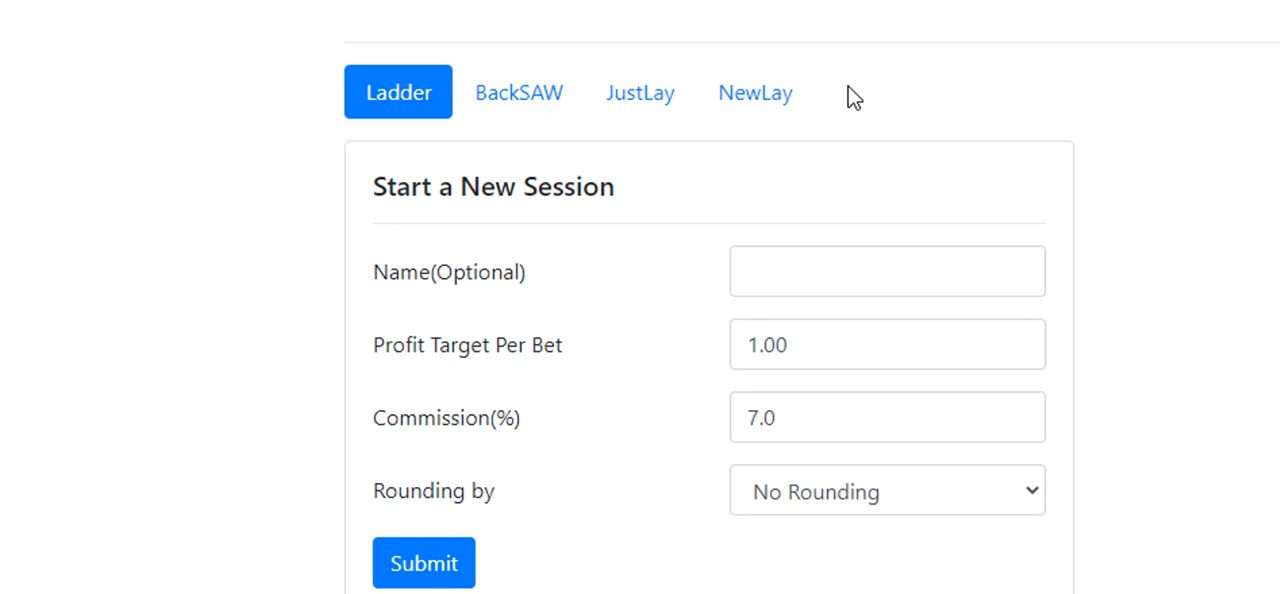 Ladder BackSAW JustLay NewLay
Start a New Session
Name(Optional)
Profit Target Per Bet 1.00
Commission(%) 7.0
Rounding by No Rounding
Submit